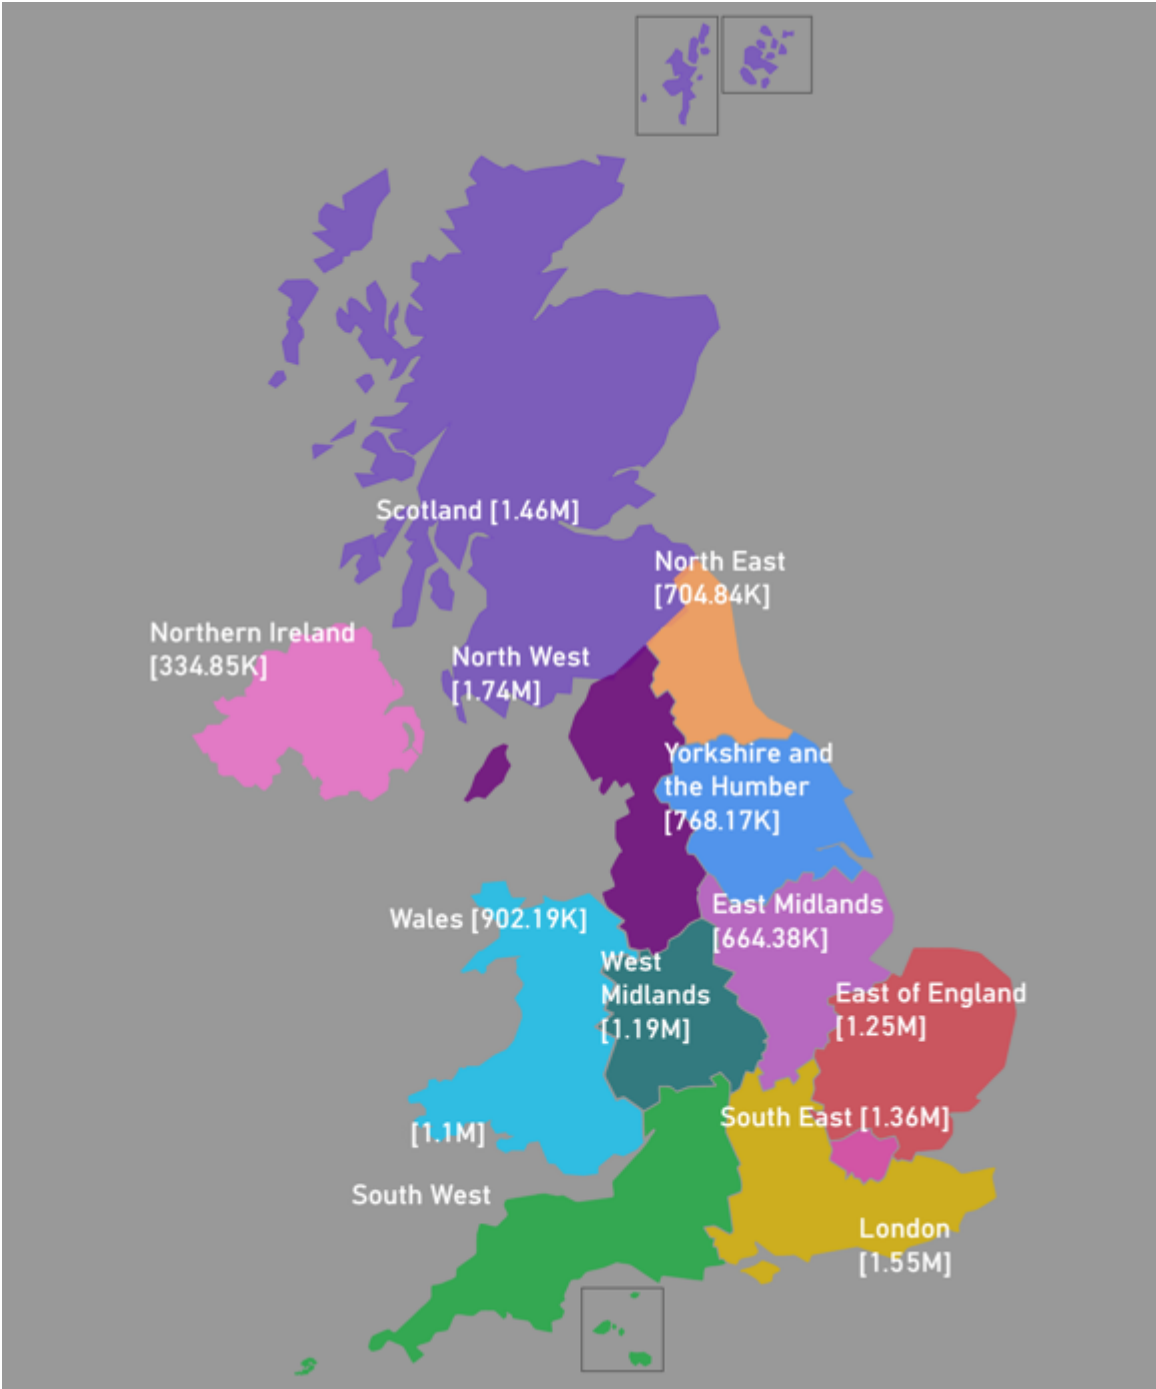 Scotland [1.46M]
North East
[704.84K]
Northern Ireland
[334.85K]
North West
[1.74M]
Yorkshire and
the Humber
[768.17K]
East Midlands
[664.38K]
Wales [902.19K]
West
Midlands
[1.19M]
East of England
[1.25M]
South East [1.36M]
[1.1M]
South West
London
[1.55M]